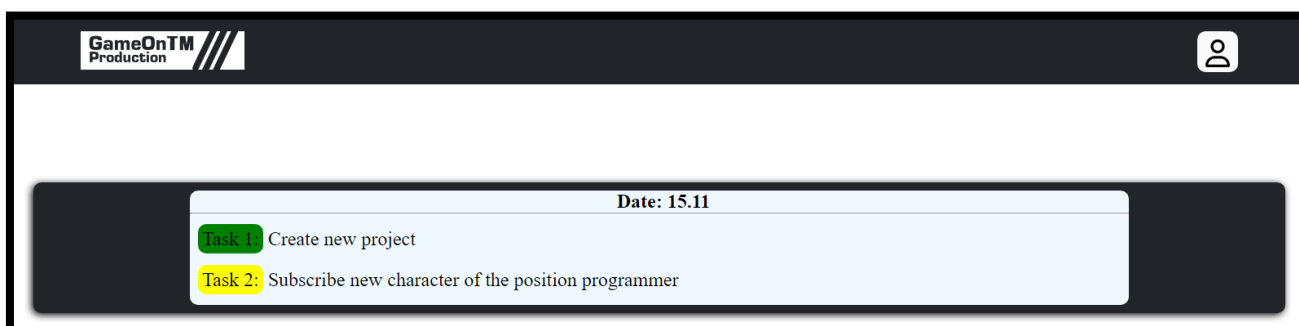 GameOnTM
Production
Date: 15.11
Task 1: Create new project
Task 2: Subscribe new character of the position programmer